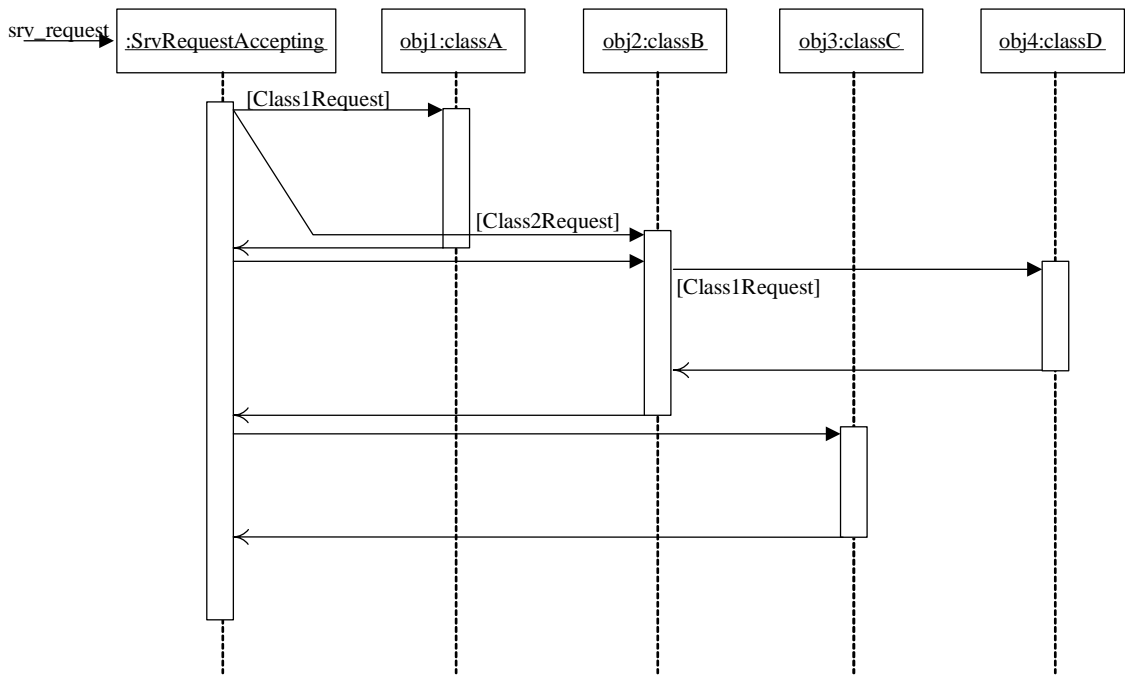 srv_request
:SrvRequestAccepting
obj1:classA
obj2:classB
obj3:classC
obj4:classD
[Class1Request]
[Class2Request]
[Class1Request]